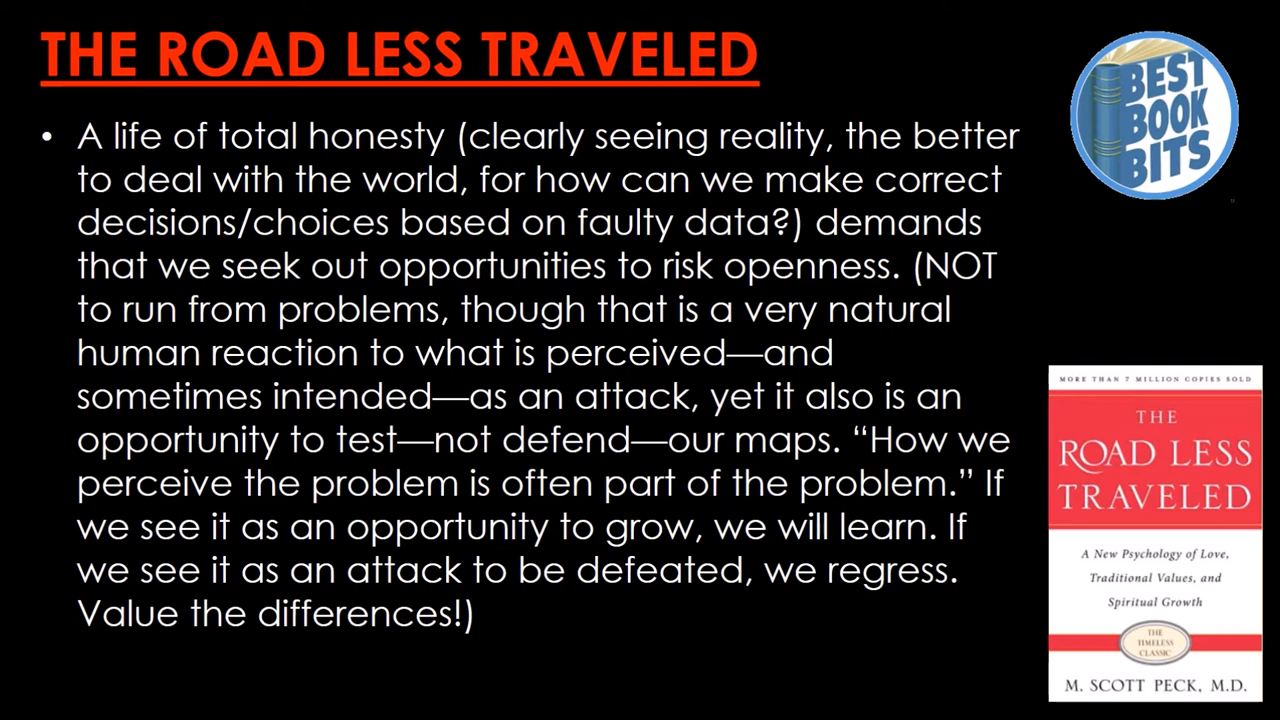 THE ROAD LESS TRAVELED
• A life of total honesty (clearly seeing reality, the better
to deal with the world, for how can we make correct
decisions/choices based on faulty data?) demands
that we seek out opportunities to risk openness. (NOT
to run from problems, though that is a very natural
human reaction to what is perceived—and
sometimes intended—as an attack, yet it also is an
opportunity to test—not defend—our maps. “How we
perceive the problem is often part of the problem.” If
we see it as an opportunity to grow, we will learn. If
we see it as an attack to be defeated, we regress.
Value the differences!)
BEST
BOOK
BITS
MORE THAN 7 MILLION COPIES SOLD
THE
ROAD LESS
TRAVELED
A New Psychology of Love,
Traditional Values, and
Spiritual Growth
THE
TIMELESS
CLASSIC
M. SCOTT PECK, M.D.